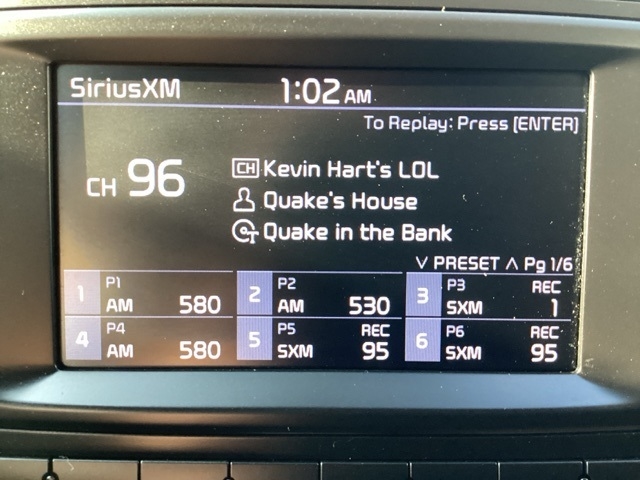 SiriusXM 1:02 AM
To Replay: Press [ENTER]
CH 96
CH Kevin Hart's LOL
Quake's House
Quake in the Bank
∨ PRESET ∧ Pg 1/6
1 P1 AM 580
2 P2 AM 530
3 P3 REC SXM 1
4 P4 AM 580
5 P5 REC SXM 95
6 P6 REC SXM 95